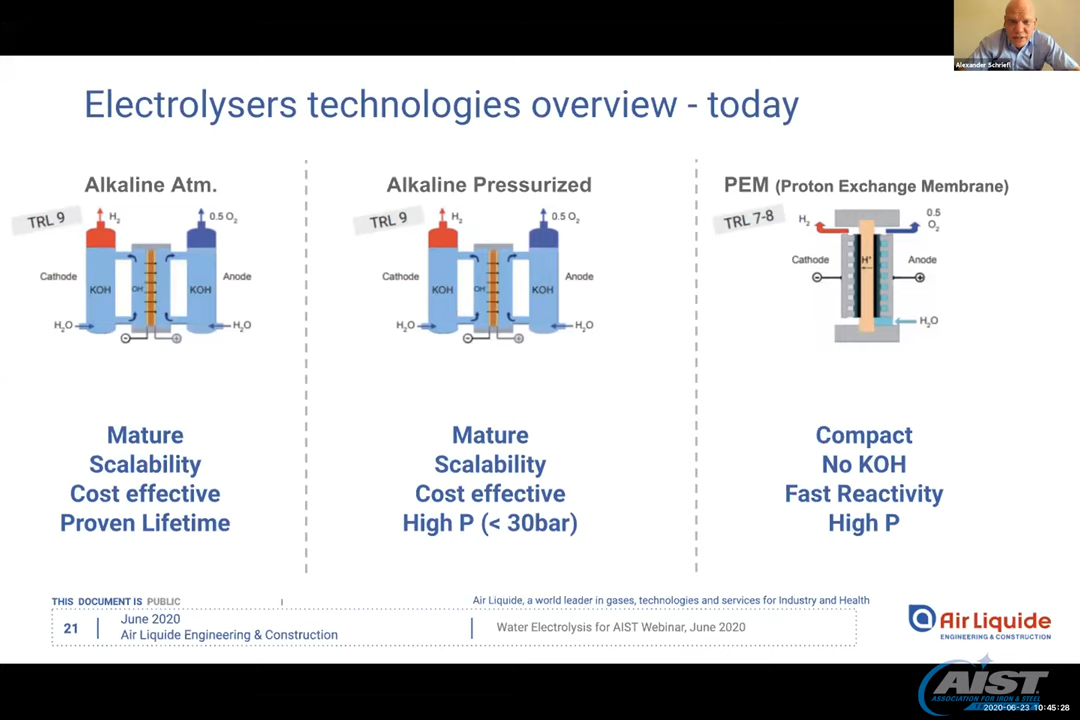 Alexander Schriefl
Electrolysers technologies overview - today
Alkaline Atm.
TRL 9
H₂
0.5 O₂
Cathode
Anode
KOH
OH⁻
KOH
H₂O
H₂O
Alkaline Pressurized
TRL 9
H₂
0.5 O₂
Cathode
Anode
KOH
OH⁻
KOH
H₂O
H₂O
PEM (Proton Exchange Membrane)
TRL 7-8
H₂
0.5
O₂
Cathode
Anode
H⁺
H₂O
Mature
Scalability
Cost effective
Proven Lifetime
Mature
Scalability
Cost effective
High P (< 30bar)
Compact
No KOH
Fast Reactivity
High P
THIS DOCUMENT IS PUBLIC
Air Liquide, a world leader in gases, technologies and services for Industry and Health
21
June 2020
Air Liquide Engineering & Construction
Water Electrolysis for AIST Webinar, June 2020
Air Liquide
ENGINEERING & CONSTRUCTION
AIST
ASSOCIATION FOR IRON & STEEL
2020-06-23 10:45:28